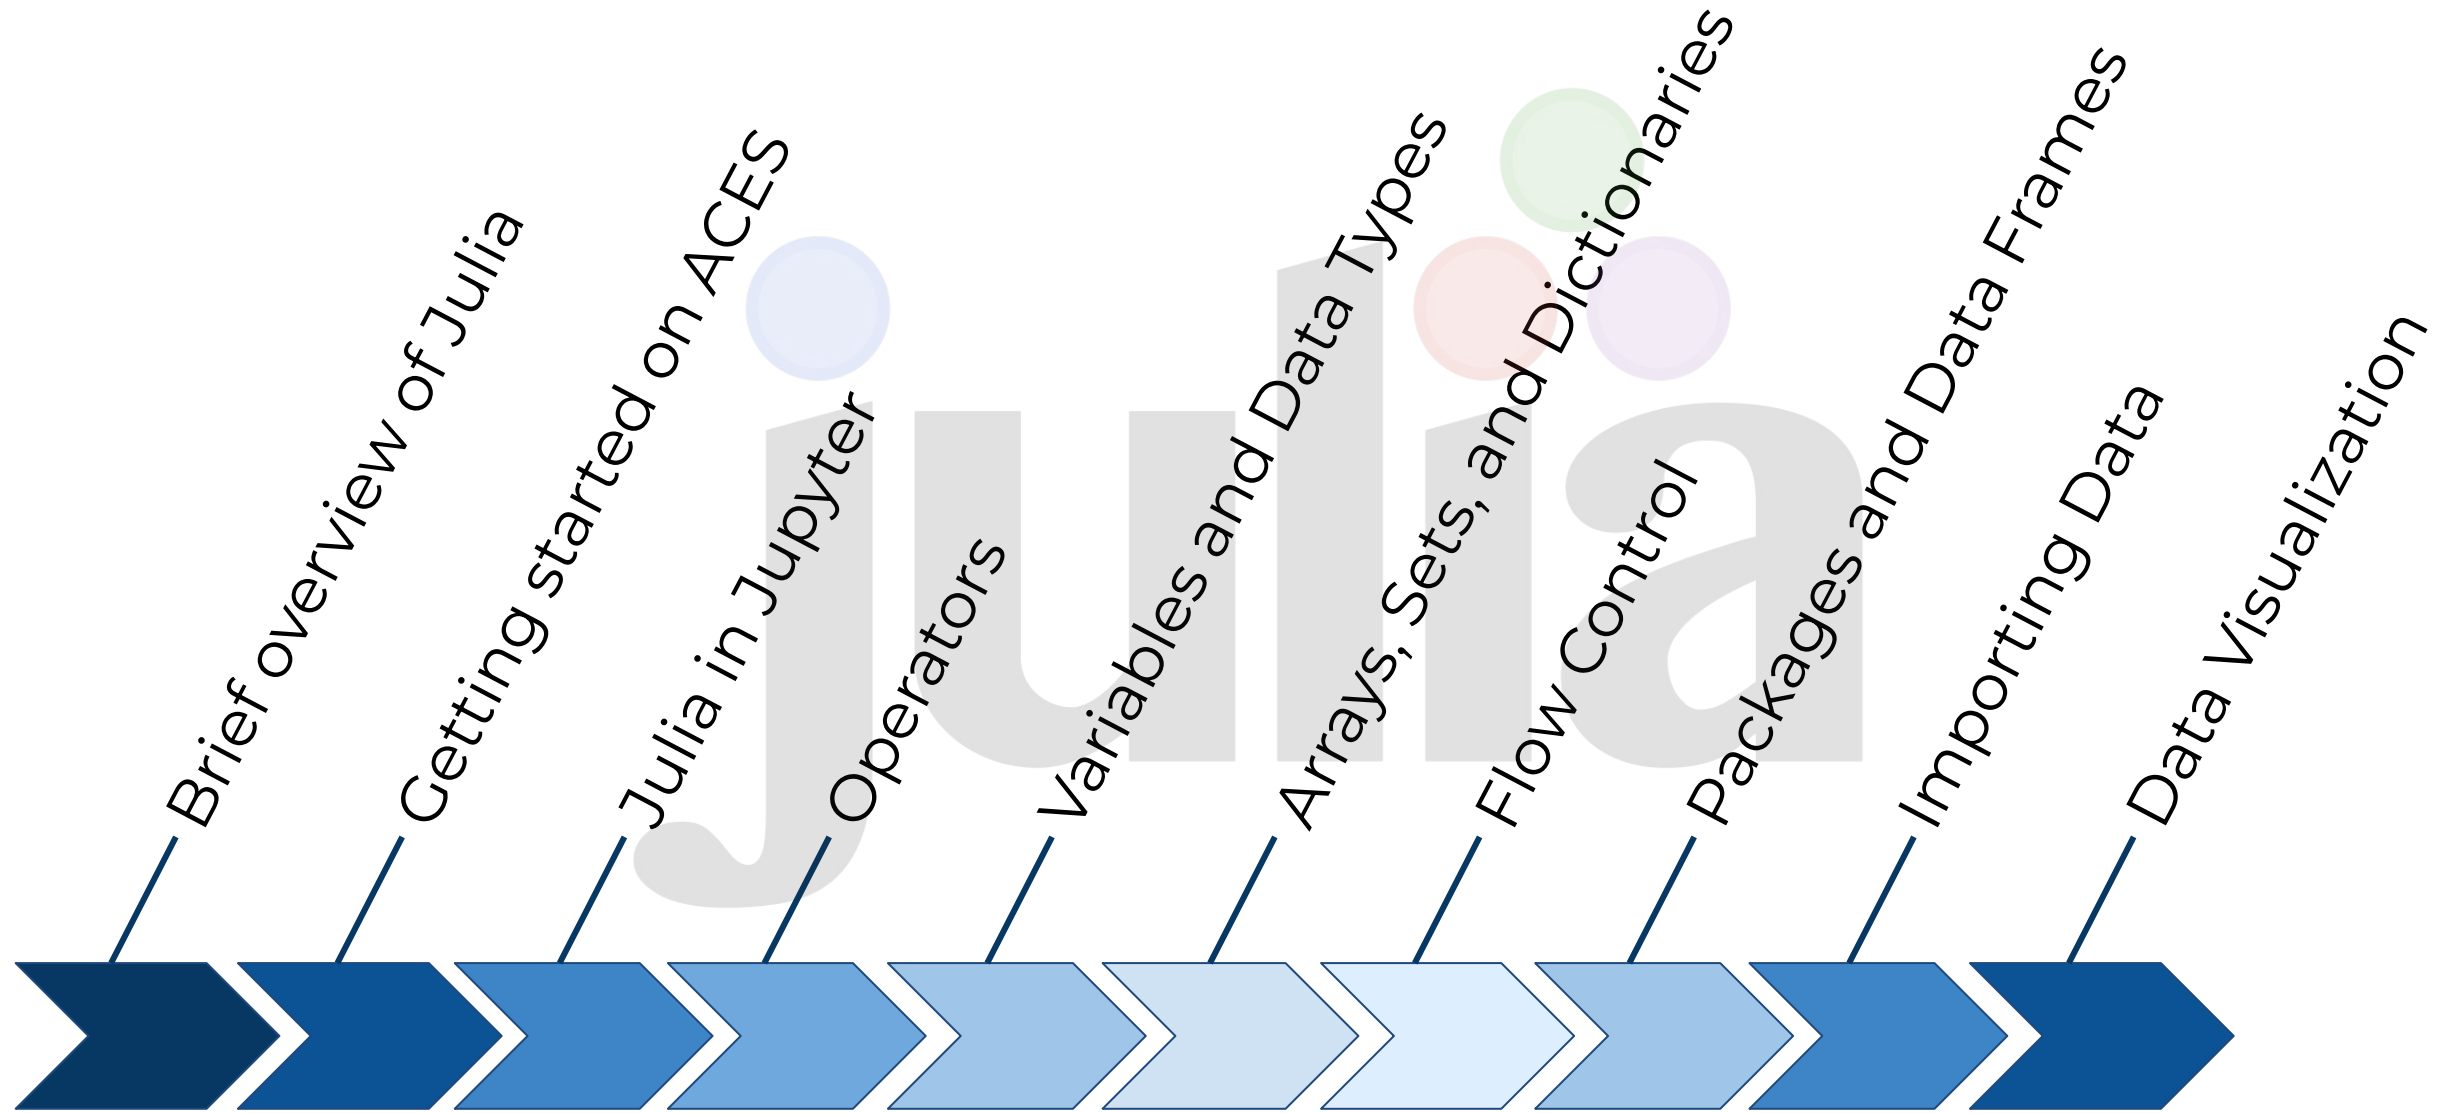 Brief overview of Julia
Getting started on ACES
Julia in Jupyter
Operators
Variables and Data Types
Arrays, Sets, and Dictionaries
Flow Control
Packages and Data Frames
Importing Data
Data Visualization
julia